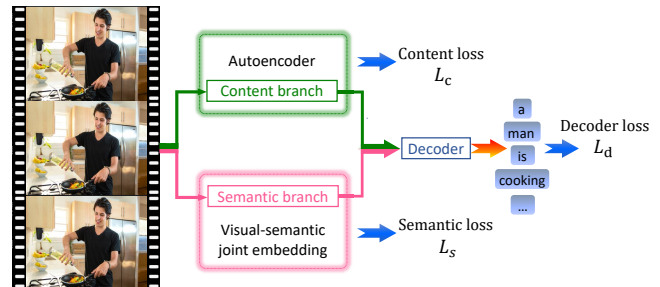 Autoencoder
Content branch
Content loss
L_c
Decoder
a
man
is
cooking
...
Decoder loss
L_d
Semantic branch
Visual-semantic
joint embedding
Semantic loss
L_s